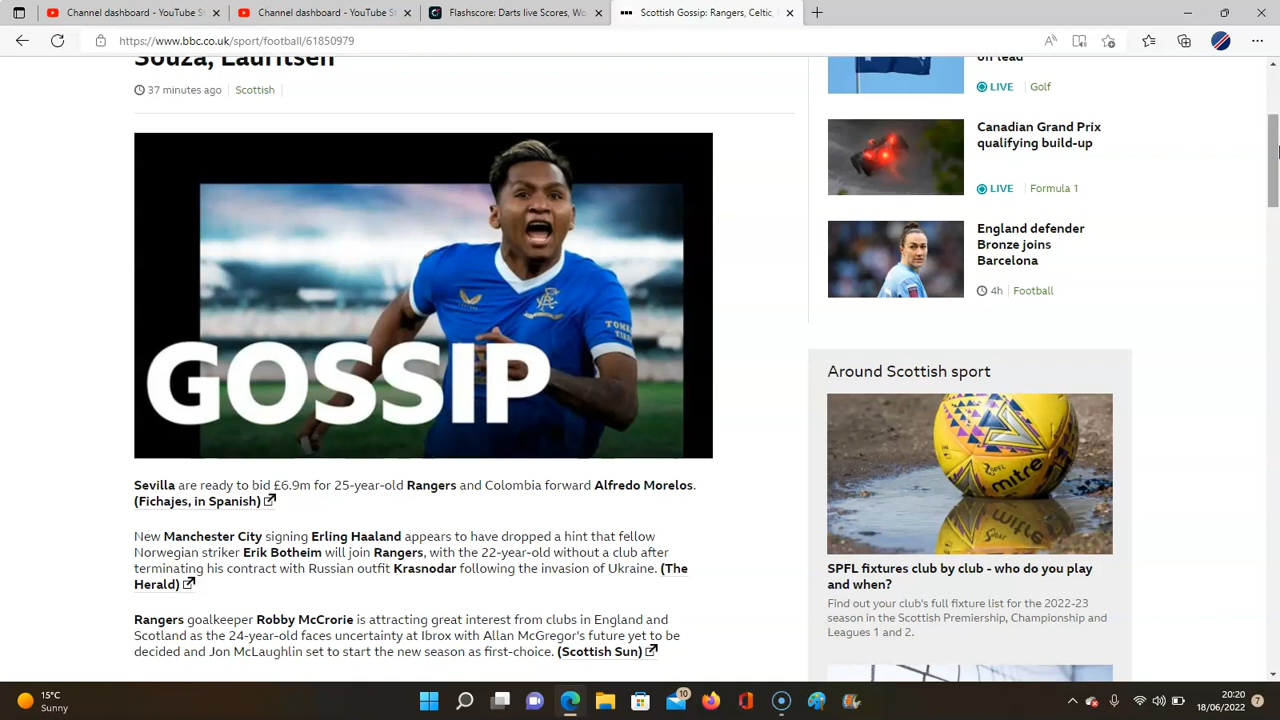 Channel dashboard - YouTube St
Channel dashboard - YouTube St
Flashscore: Darts live Scores, Wo
Scottish Gossip: Rangers, Celtic,
https://www.bbc.co.uk/sport/football/61850979
Souza, Lauritsen
37 minutes ago
Scottish
GOSSIP
Sevilla are ready to bid £6.9m for 25-year-old Rangers and Colombia forward Alfredo Morelos.
(Fichajes, in Spanish)
New Manchester City signing Erling Haaland appears to have dropped a hint that fellow
Norwegian striker Erik Botheim will join Rangers, with the 22-year-old without a club after
terminating his contract with Russian outfit Krasnodar following the invasion of Ukraine. (The
Herald)
Rangers goalkeeper Robby McCrorie is attracting great interest from clubs in England and
Scotland as the 24-year-old faces uncertainty at Ibrox with Allan McGregor's future yet to be
decided and Jon McLaughlin set to start the new season as first-choice. (Scottish Sun)
off lead
LIVE
Golf
Canadian Grand Prix
qualifying build-up
LIVE
Formula 1
England defender
Bronze joins
Barcelona
4h
Football
Around Scottish sport
mitre
SPFL fixtures club by club - who do you play
and when?
Find out your club's full fixture list for the 2022-23
season in the Scottish Premiership, Championship and
Leagues 1 and 2.
15°C
Sunny
10
20:20
18/06/2022